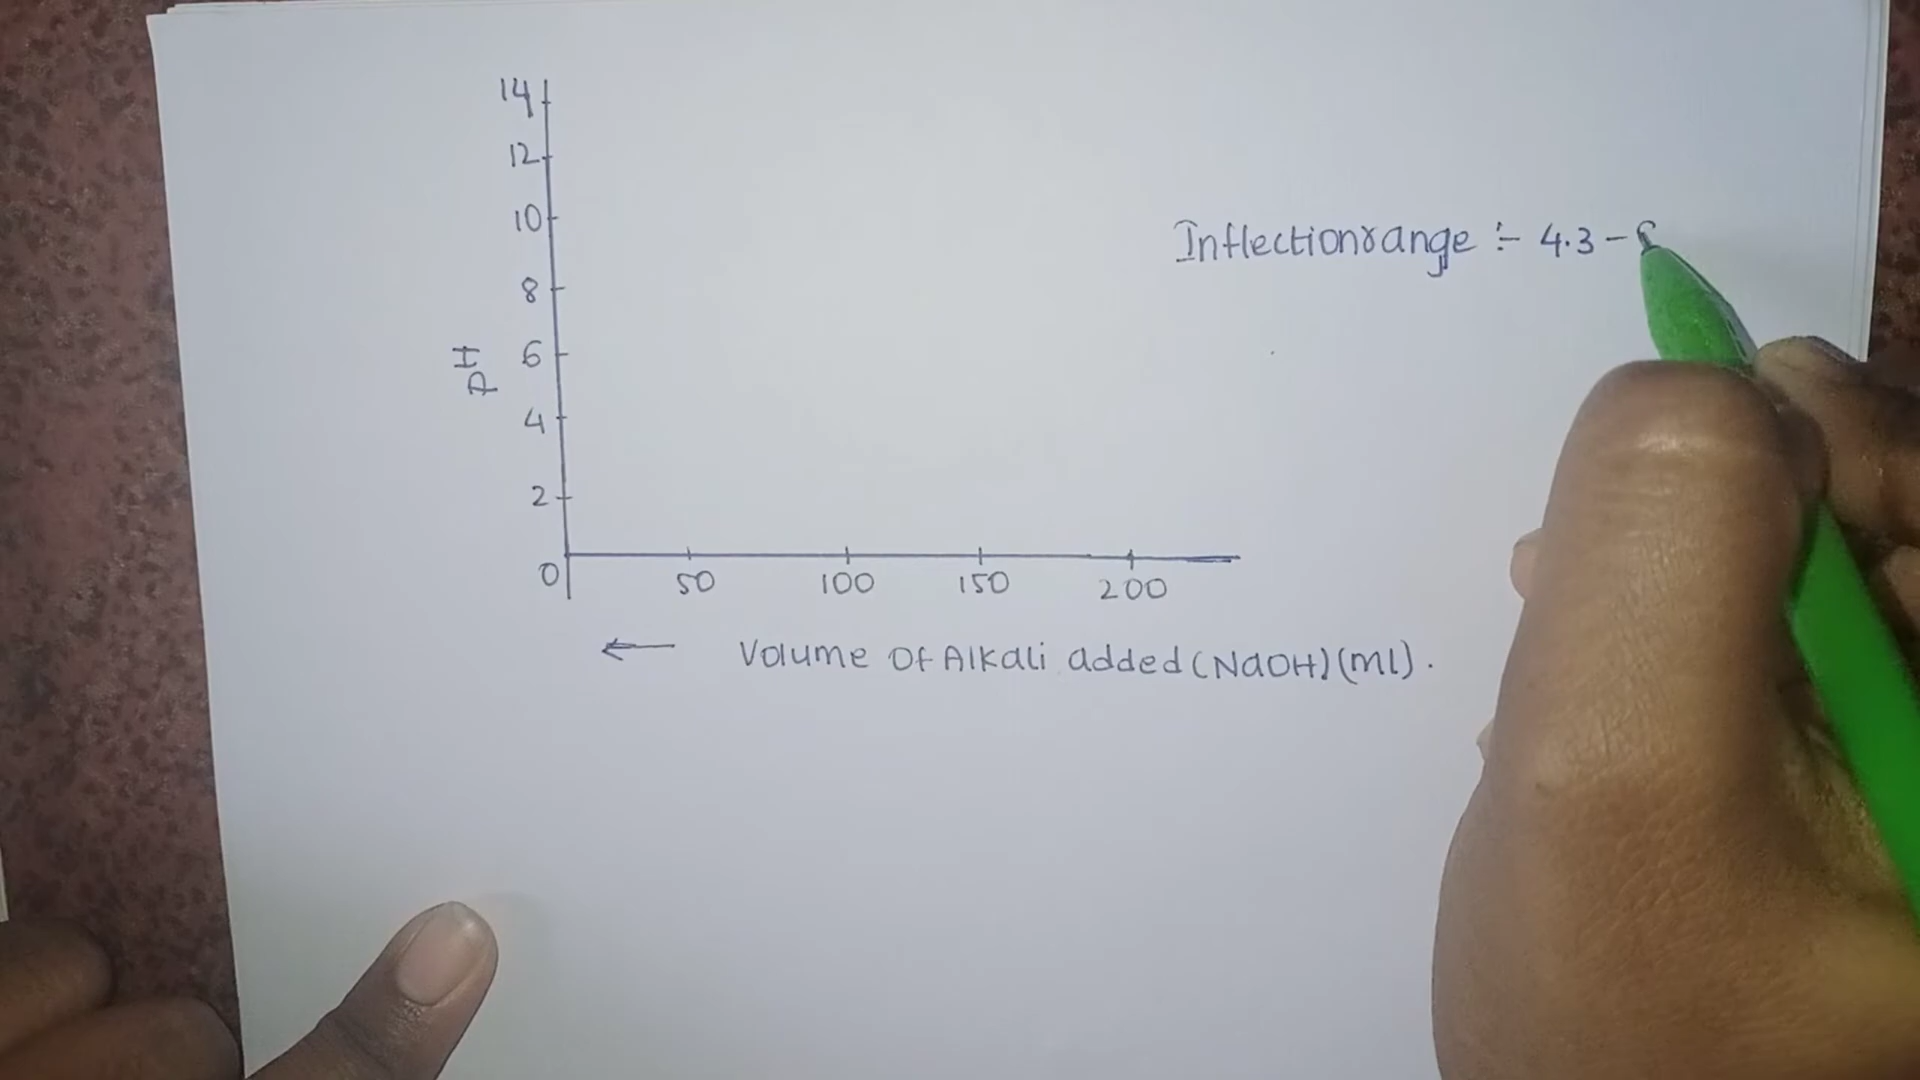 14
12
10
Inflectionrange :- 4.3 -
8
6
pH
4
2
0
50 100 150 200
← Volume Of Alkali added (NaOH) (ml).